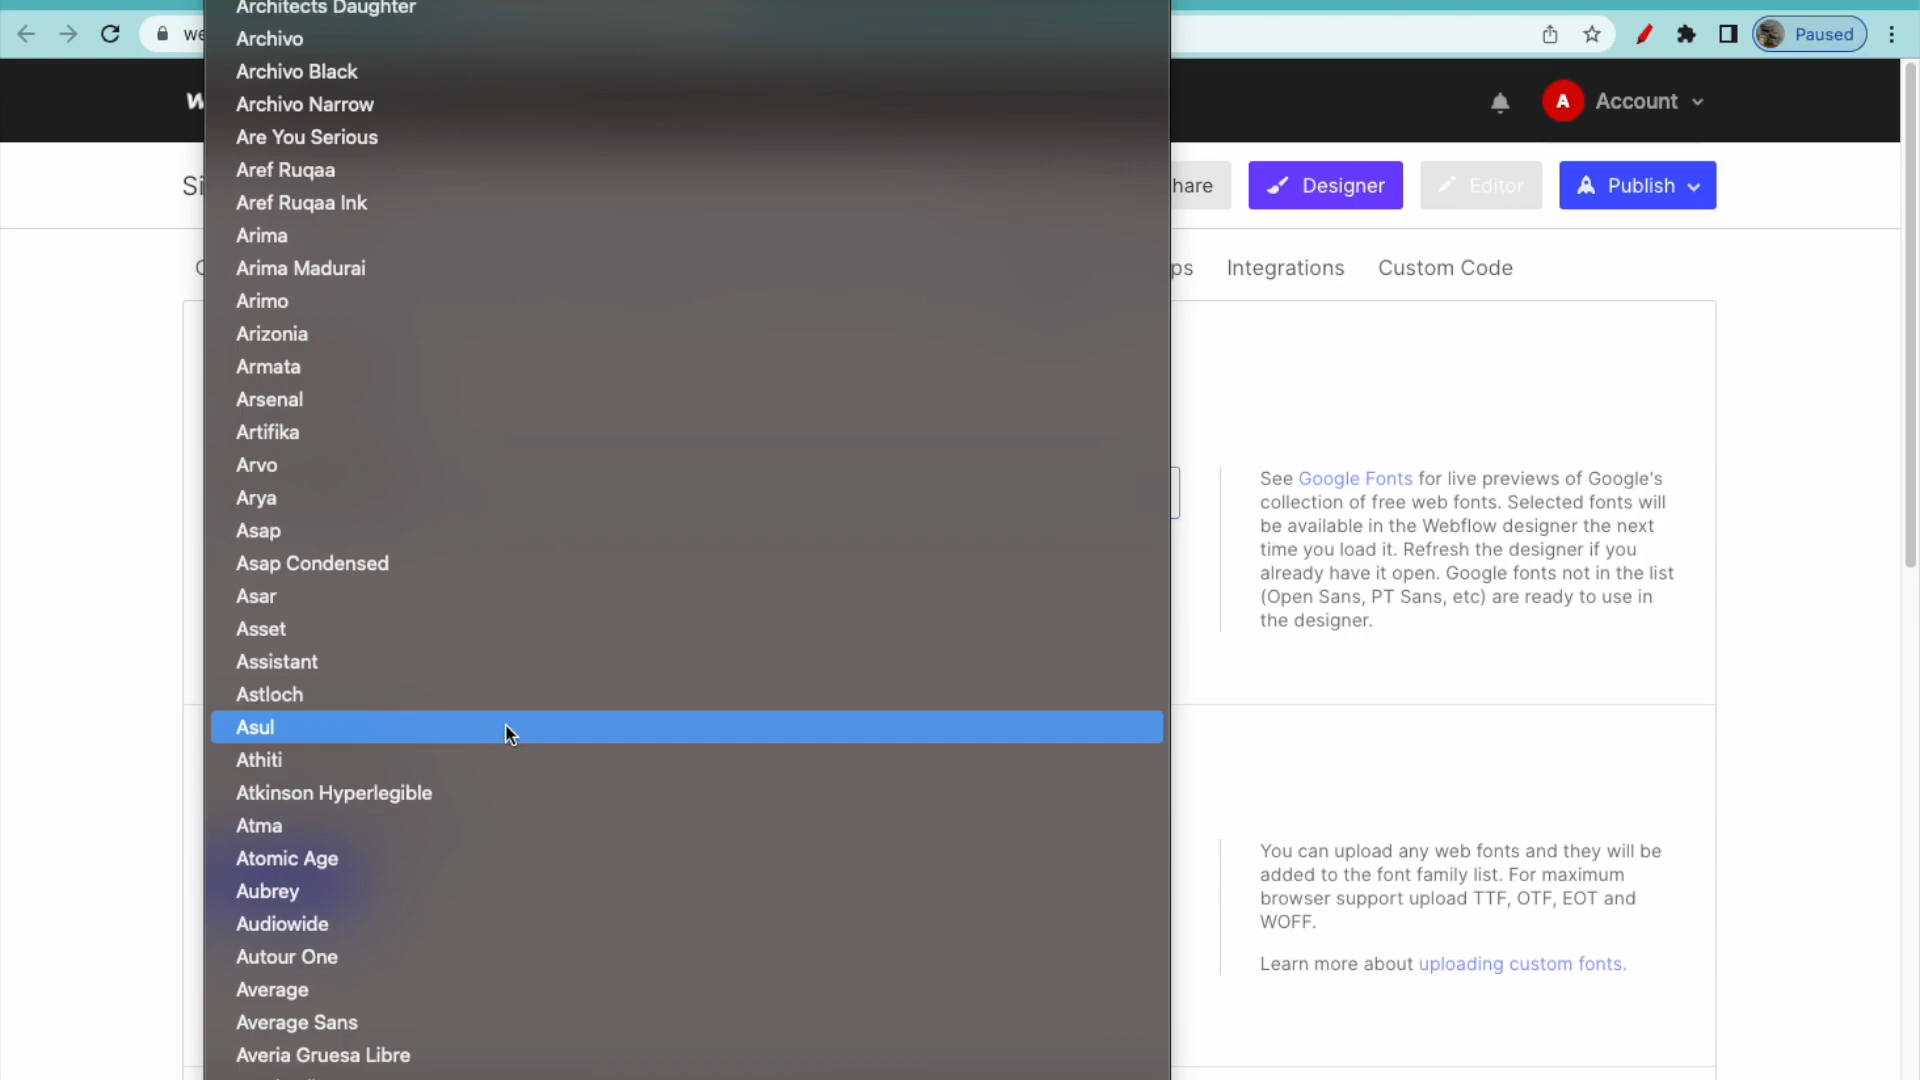 we
Paused
w
A
Account
Si
hare
Designer
Editor
Publish
ps
Integrations
Custom Code
Architects Daughter
Archivo
Archivo Black
Archivo Narrow
Are You Serious
Aref Ruqaa
Aref Ruqaa Ink
Arima
Arima Madurai
Arimo
Arizonia
Armata
Arsenal
Artifika
Arvo
Arya
Asap
Asap Condensed
Asar
Asset
Assistant
Astloch
Asul
Athiti
Atkinson Hyperlegible
Atma
Atomic Age
Aubrey
Audiowide
Autour One
Average
Average Sans
Averia Gruesa Libre
See Google Fonts for live previews of Google's
collection of free web fonts. Selected fonts will
be available in the Webflow designer the next
time you load it. Refresh the designer if you
already have it open. Google fonts not in the list
(Open Sans, PT Sans, etc) are ready to use in
the designer.
You can upload any web fonts and they will be
added to the font family list. For maximum
browser support upload TTF, OTF, EOT and
WOFF.
Learn more about uploading custom fonts.